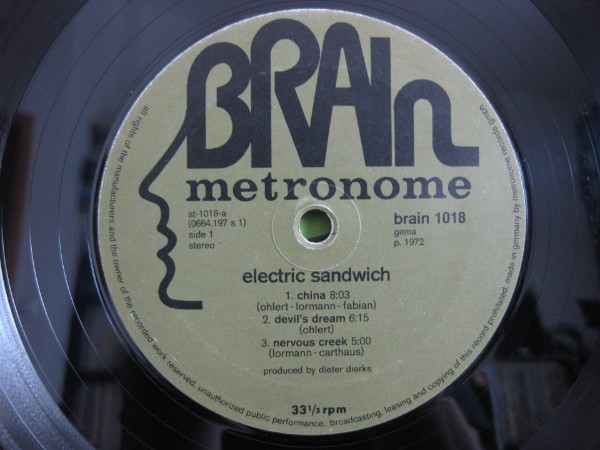 BRAIn
metronome
st-1018-a
(0664.197 s 1)
side 1
stereo
brain 1018
gema
p. 1972
electric sandwich
1. china 8:03
(ohlert - lormann - fabian)
2. devil's dream 6:15
(ohlert)
3. nervous creek 5:00
(lormann - carthaus)
produced by dieter dierks
33 1/3 rpm
all rights of the manufacturers and the owner of the recorded work reserved. unauthorized public performance, broadcasting, leasing and copying of this record prohibited. made in germany by metronome records gmbh